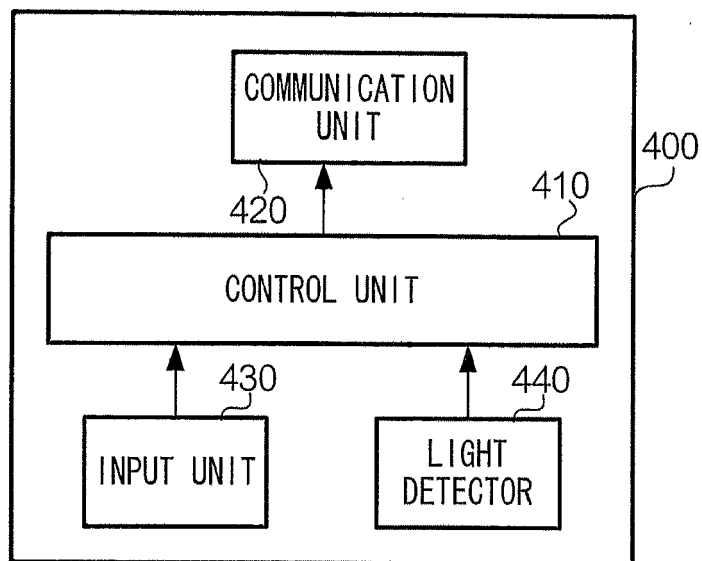 COMMUNICATION
UNIT
400
420
410
CONTROL UNIT
430
440
INPUT UNIT
LIGHT
DETECTOR